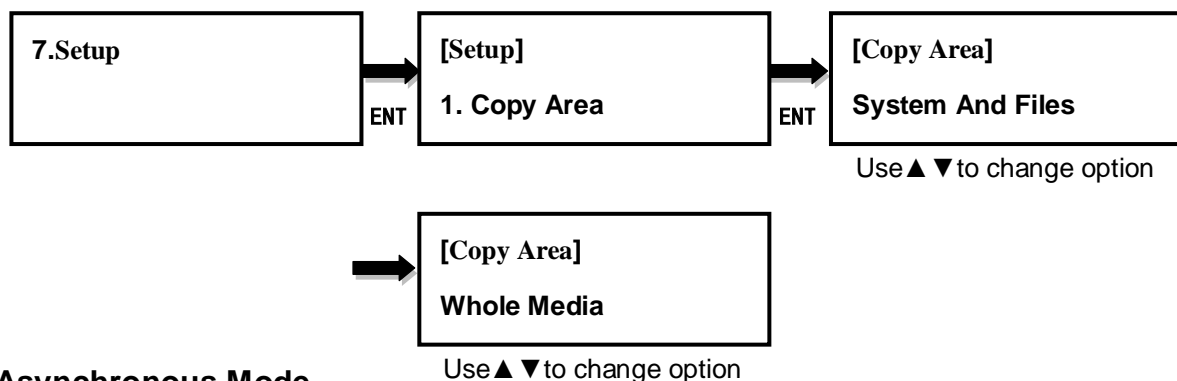 7.Setup
ENT
[Setup]
1. Copy Area
ENT
[Copy Area]
System And Files
Use▲▼to change option
[Copy Area]
Whole Media
Use▲▼to change option
Asynchronous Mode